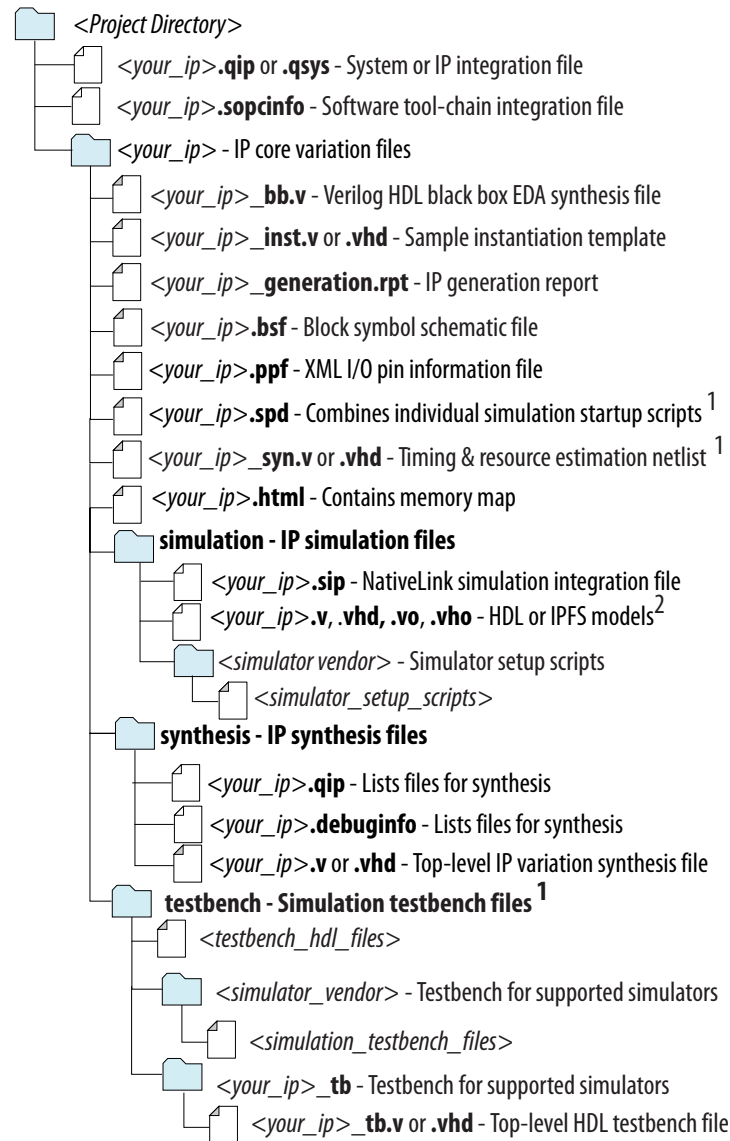 <Project Directory>
<your_ip>.qip or .qsys - System or IP integration file
<your_ip>.sopcinfo - Software tool-chain integration file
<your_ip> - IP core variation files
<your_ip>_bb.v - Verilog HDL black box EDA synthesis file
<your_ip>_inst.v or .vhd - Sample instantiation template
<your_ip>_generation.rpt - IP generation report
<your_ip>.bsf - Block symbol schematic file
<your_ip>.ppf - XML I/O pin information file
<your_ip>.spd - Combines individual simulation startup scripts 1
<your_ip>_syn.v or .vhd - Timing & resource estimation netlist 1
<your_ip>.html - Contains memory map
simulation - IP simulation files
<your_ip>.sip - NativeLink simulation integration file
<your_ip>.v, .vhd, .vo, .vho - HDL or IPFS models2
<simulator vendor> - Simulator setup scripts
<simulator_setup_scripts>
synthesis - IP synthesis files
<your_ip>.qip - Lists files for synthesis
<your_ip>.debuginfo - Lists files for synthesis
<your_ip>.v or .vhd - Top-level IP variation synthesis file
testbench - Simulation testbench files 1
<testbench_hdl_files>
<simulator_vendor> - Testbench for supported simulators
<simulation_testbench_files>
<your_ip>_tb - Testbench for supported simulators
<your_ip>_tb.v or .vhd - Top-level HDL testbench file